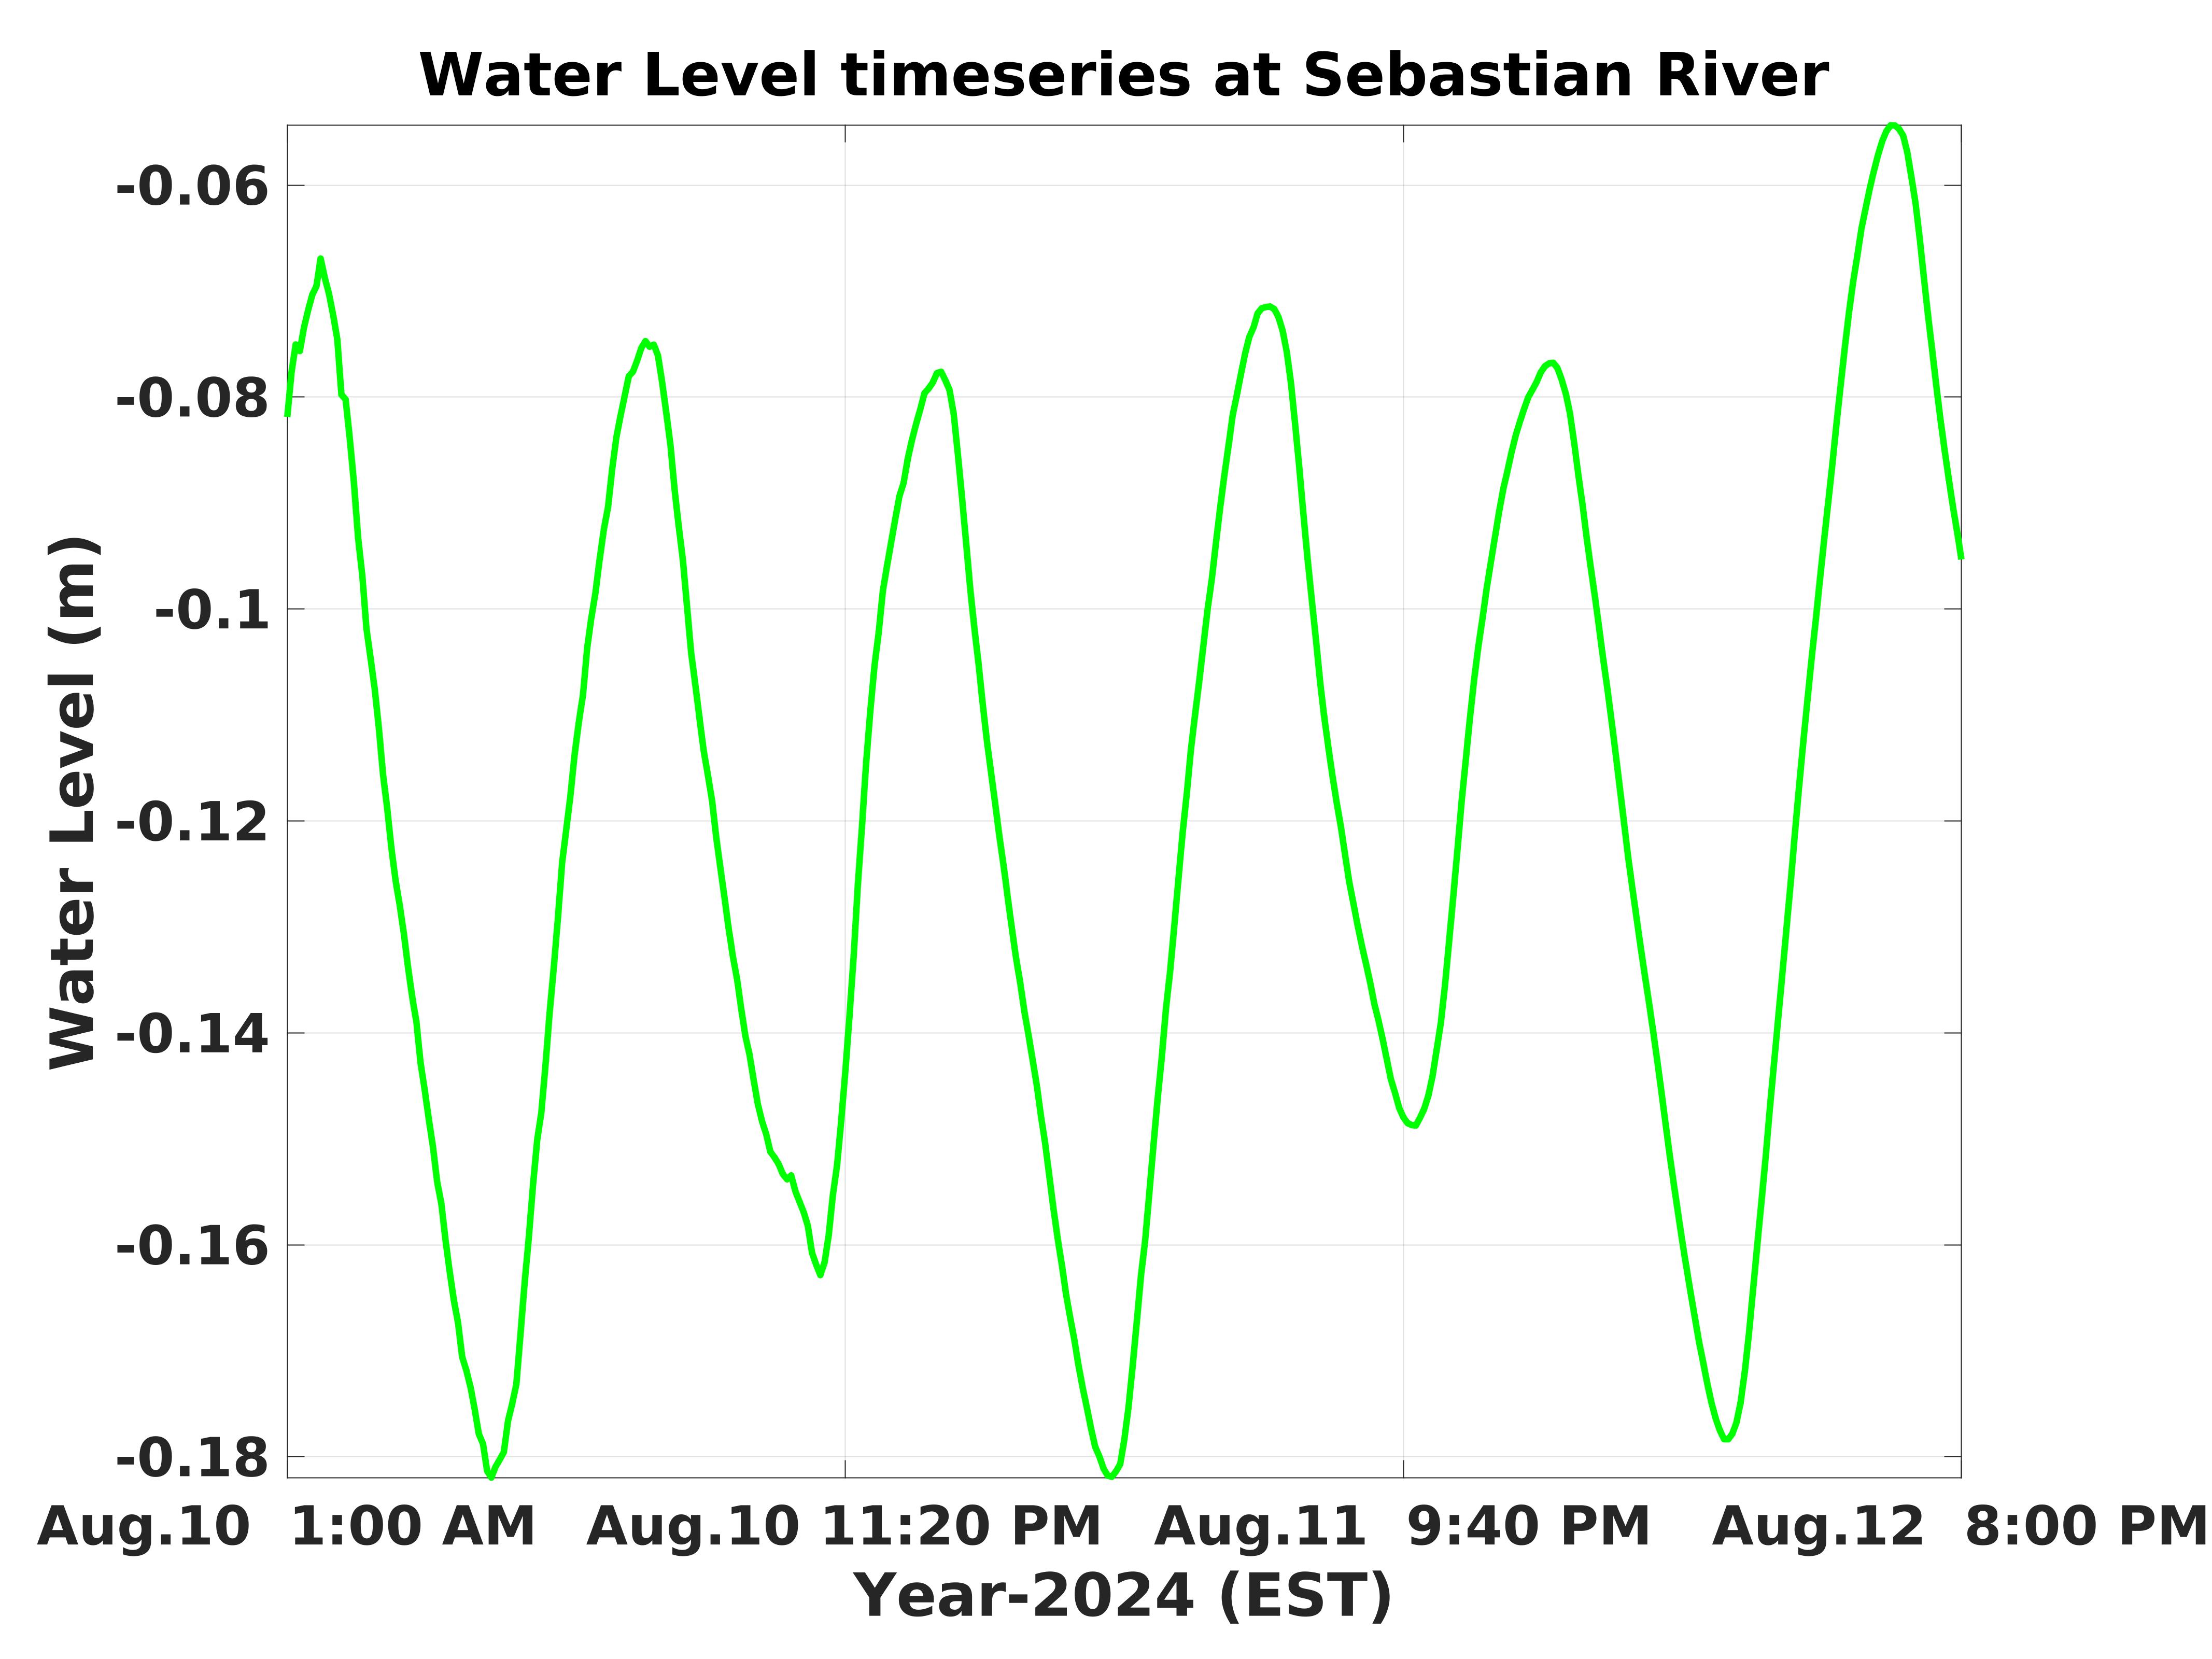 Water Level timeseries at Sebastian River
Water Level (m)
-0.06
-0.08
-0.1
-0.12
-0.14
-0.16
-0.18
Aug.10  1:00 AM
Aug.10 11:20 PM
Aug.11  9:40 PM
Aug.12  8:00 PM
Year-2024 (EST)